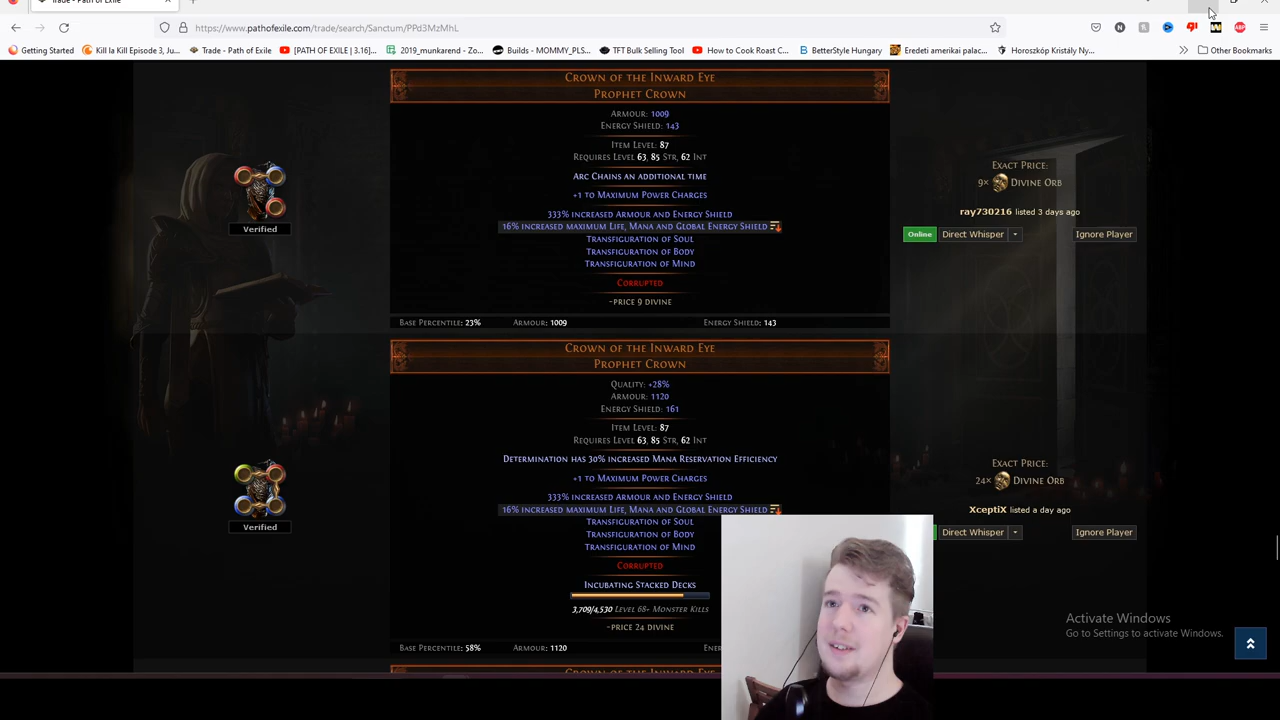 Trade - Path of Exile
https://www.pathofexile.com/trade/search/Sanctum/PPd3MzMhL
Getting Started
Kill la Kill Episode 3, Ju...
Trade - Path of Exile
[PATH OF EXILE | 3.16]...
2019_munkarend - Zo...
Builds - MOMMY_PLS...
TFT Bulk Selling Tool
How to Cook Roast C...
BetterStyle Hungary
Eredeti amerikai palac...
Horoszkóp Kristály Ny...
Other Bookmarks
Crown of the Inward Eye
Prophet Crown
Armour: 1009
Energy Shield: 143
Item Level: 87
Requires Level 63, 85 Str, 62 Int
Arc Chains an additional time
+1 to Maximum Power Charges
333% increased Armour and Energy Shield
16% increased maximum Life, Mana and Global Energy Shield
Transfiguration of Soul
Transfiguration of Body
Transfiguration of Mind
Corrupted
~price 9 divine
Base Percentile: 23% Armour: 1009 Energy Shield: 143
Verified
Exact Price:
9× Divine Orb
ray730216 listed 3 days ago
Online Direct Whisper Ignore Player
Crown of the Inward Eye
Prophet Crown
Quality: +28%
Armour: 1120
Energy Shield: 161
Item Level: 87
Requires Level 63, 85 Str, 62 Int
Determination has 30% increased Mana Reservation Efficiency
+1 to Maximum Power Charges
333% increased Armour and Energy Shield
16% increased maximum Life, Mana and Global Energy Shield
Transfiguration of Soul
Transfiguration of Body
Transfiguration of Mind
Corrupted
Incubating Stacked Decks
3,709/4,530 Level 68+ Monster Kills
~price 24 divine
Base Percentile: 58% Armour: 1120
Verified
Exact Price:
24× Divine Orb
XceptiX listed a day ago
Direct Whisper Ignore Player
Activate Windows
Go to Settings to activate Windows.